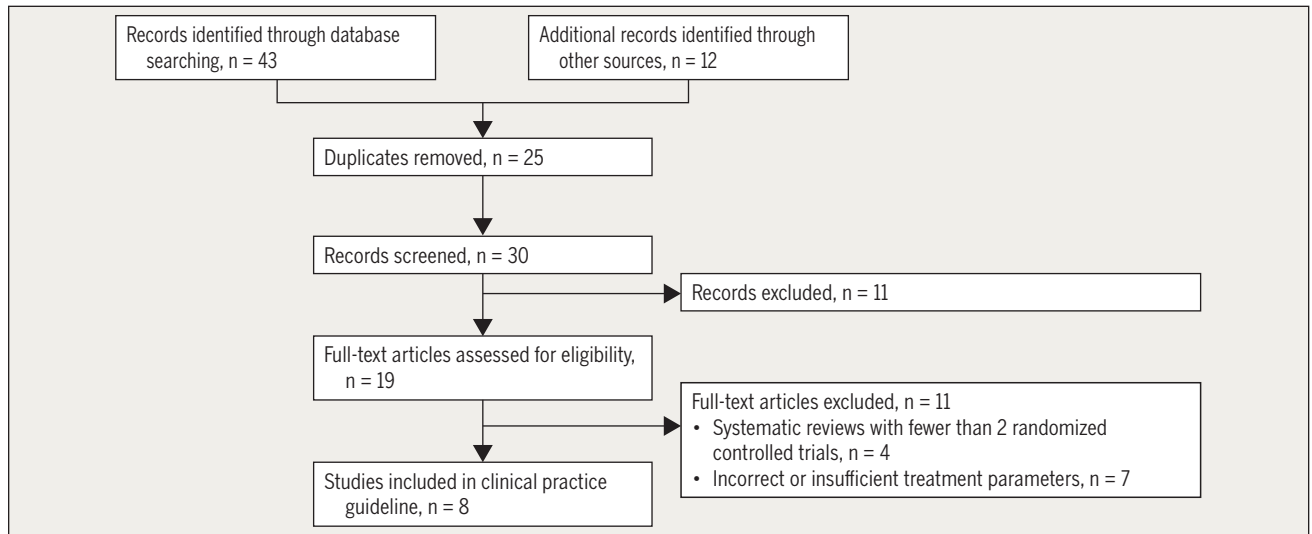 Records identified through database
searching, n = 43
Additional records identified through
other sources, n = 12
Duplicates removed, n = 25
Records screened, n = 30
Records excluded, n = 11
Full-text articles assessed for eligibility,
n = 19
Full-text articles excluded, n = 11
• Systematic reviews with fewer than 2 randomized
controlled trials, n = 4
• Incorrect or insufficient treatment parameters, n = 7
Studies included in clinical practice
guideline, n = 8